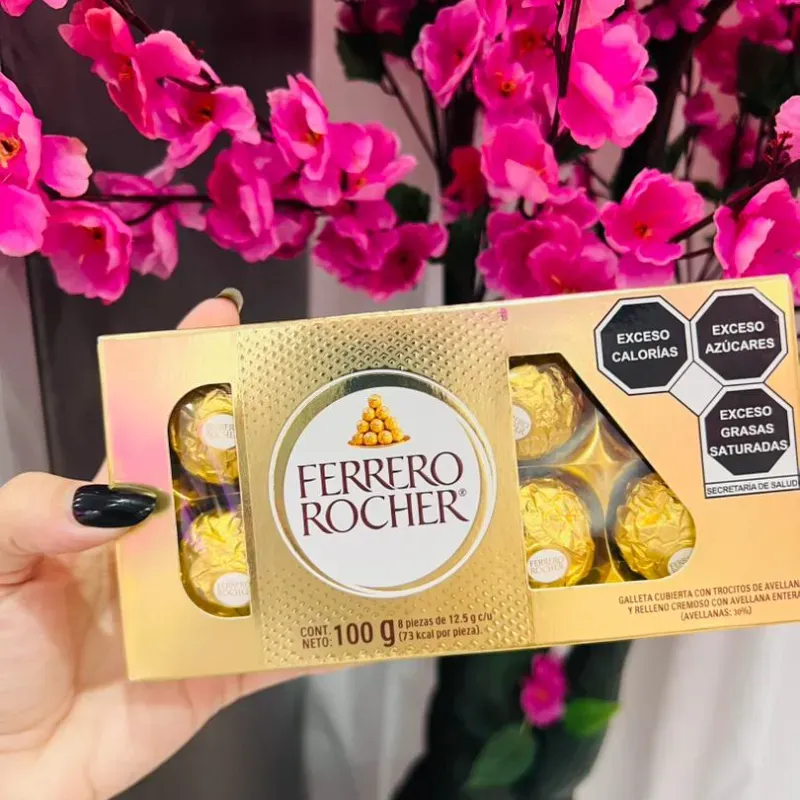 EXCESO
CALORÍAS
EXCESO
AZÚCARES
EXCESO
GRASAS
SATURADAS
SECRETARÍA DE SALUD
FERRERO
ROCHER®
CONT.
NETO: 100 g
8 piezas de 12.5 g c/u
(73 kcal por pieza).
GALLETA CUBIERTA CON TROCITOS DE AVELLANA
Y RELLENO CREMOSO CON AVELLANA ENTERA
(AVELLANAS: 30%)